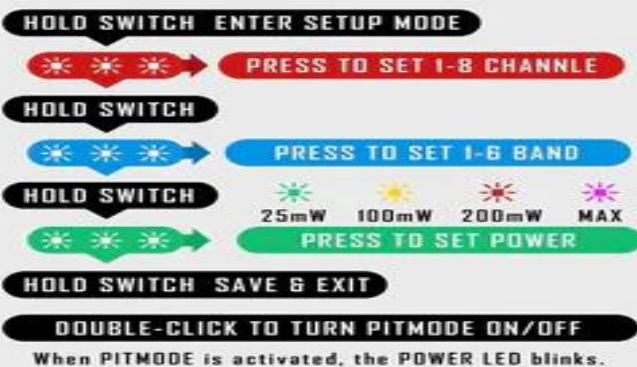 HOLD SWITCH ENTER SETUP MODE
PRESS TO SET 1-8 CHANNLE
HOLD SWITCH
PRESS TO SET 1-6 BAND
HOLD SWITCH
25mW 100mW 200mW MAX
PRESS TO SET POWER
HOLD SWITCH SAVE & EXIT
DOUBLE-CLICK TO TURN PITMODE ON/OFF
When PITMODE is activated, the POWER LED blinks.